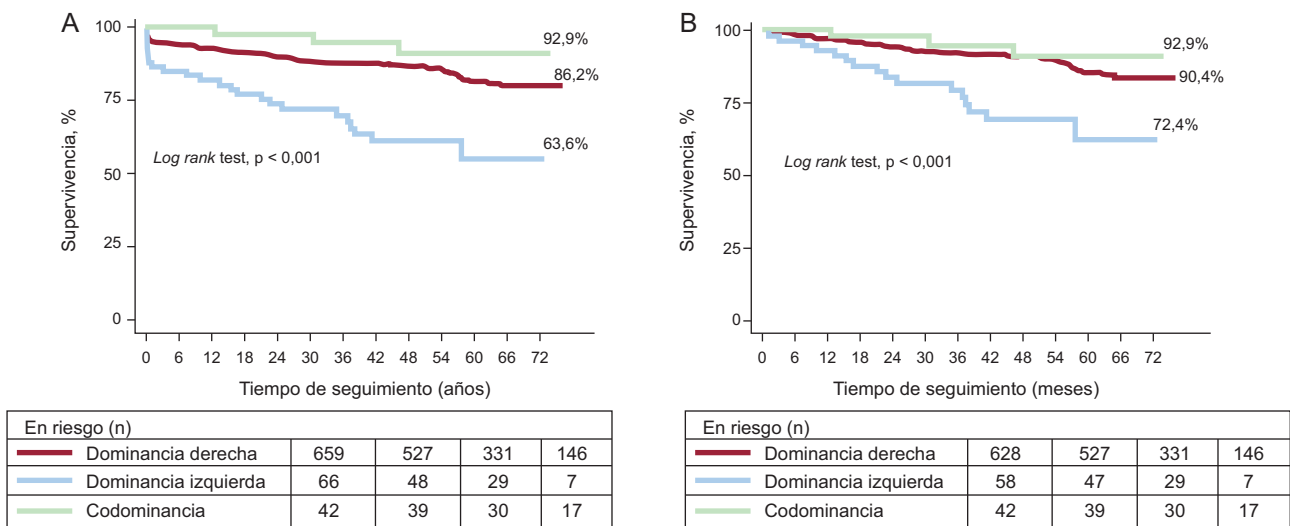 A
100
75
50
25
0
Supervivencia, %
92,9%
86,2%
63,6%
Log rank test, p < 0,001
0 6 12 18 24 30 36 42 48 54 60 66 72
Tiempo de seguimiento (años)
En riesgo (n)
Dominancia derecha 659 527 331 146
Dominancia izquierda 66 48 29 7
Codominancia 42 39 30 17
B
100
75
50
25
0
Supervivencia, %
92,9%
90,4%
72,4%
Log rank test, p < 0,001
0 6 12 18 24 30 36 42 48 54 60 66 72
Tiempo de seguimiento (meses)
En riesgo (n)
Dominancia derecha 628 527 331 146
Dominancia izquierda 58 47 29 7
Codominancia 42 39 30 17